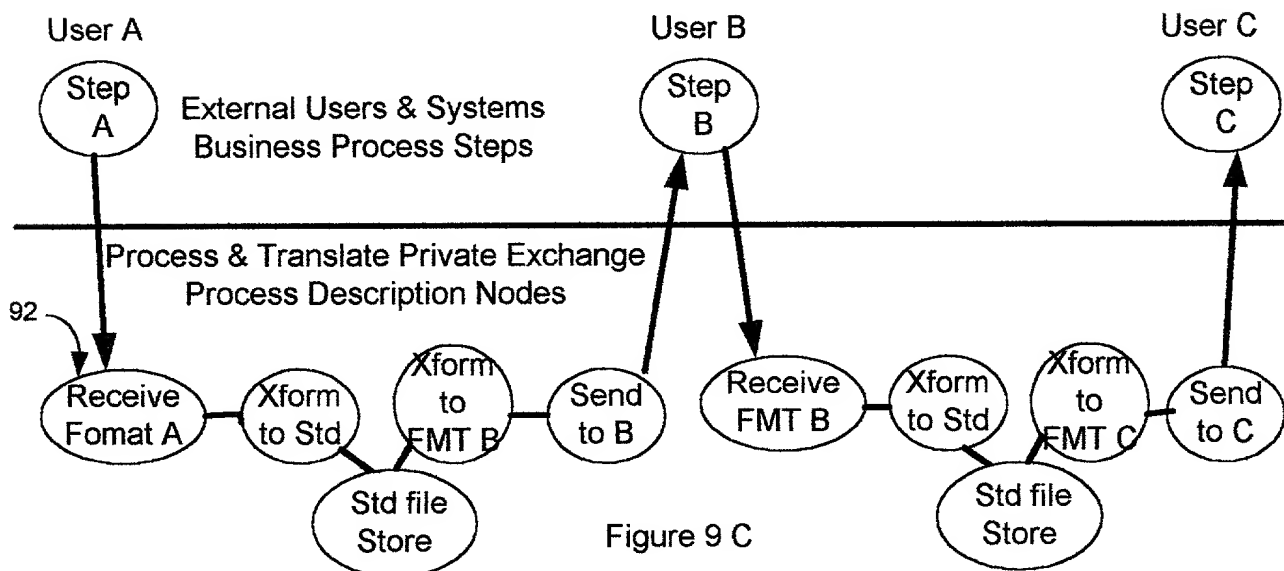 User A
User B
User C
Step
A
External Users & Systems
Business Process Steps
Step
B
Step
C
Process & Translate Private Exchange
Process Description Nodes
92
Receive
Fomat A
Xform
to Std
Xform
to
FMT B
Send
to B
Receive
FMT B
Xform
to Std
Xform
to
FMT C
Send
to C
Std file
Store
Std file
Store
Figure 9 C